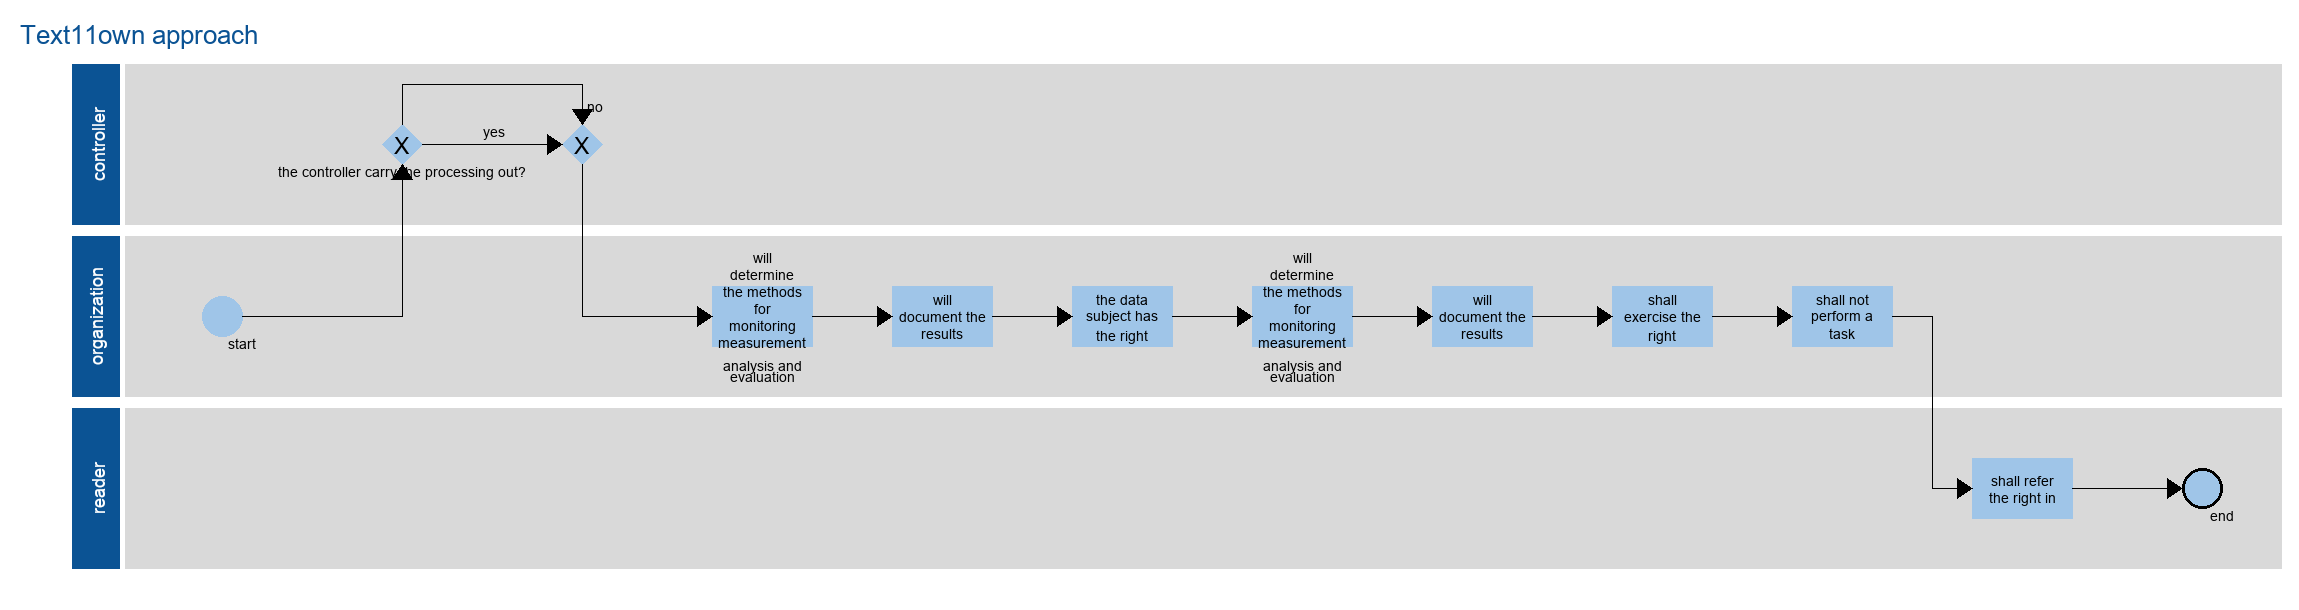 Text11own approach
controller
no
yes
X
X
the controller carry the processing out?
organization
start
will
determine
the methods
for
monitoring
measurement
analysis and
evaluation
will
document the
results
the data
subject has
the right
will
determine
the methods
for
monitoring
measurement
analysis and
evaluation
will
document the
results
shall
exercise the
right
shall not
perform a
task
reader
shall refer
the right in
end